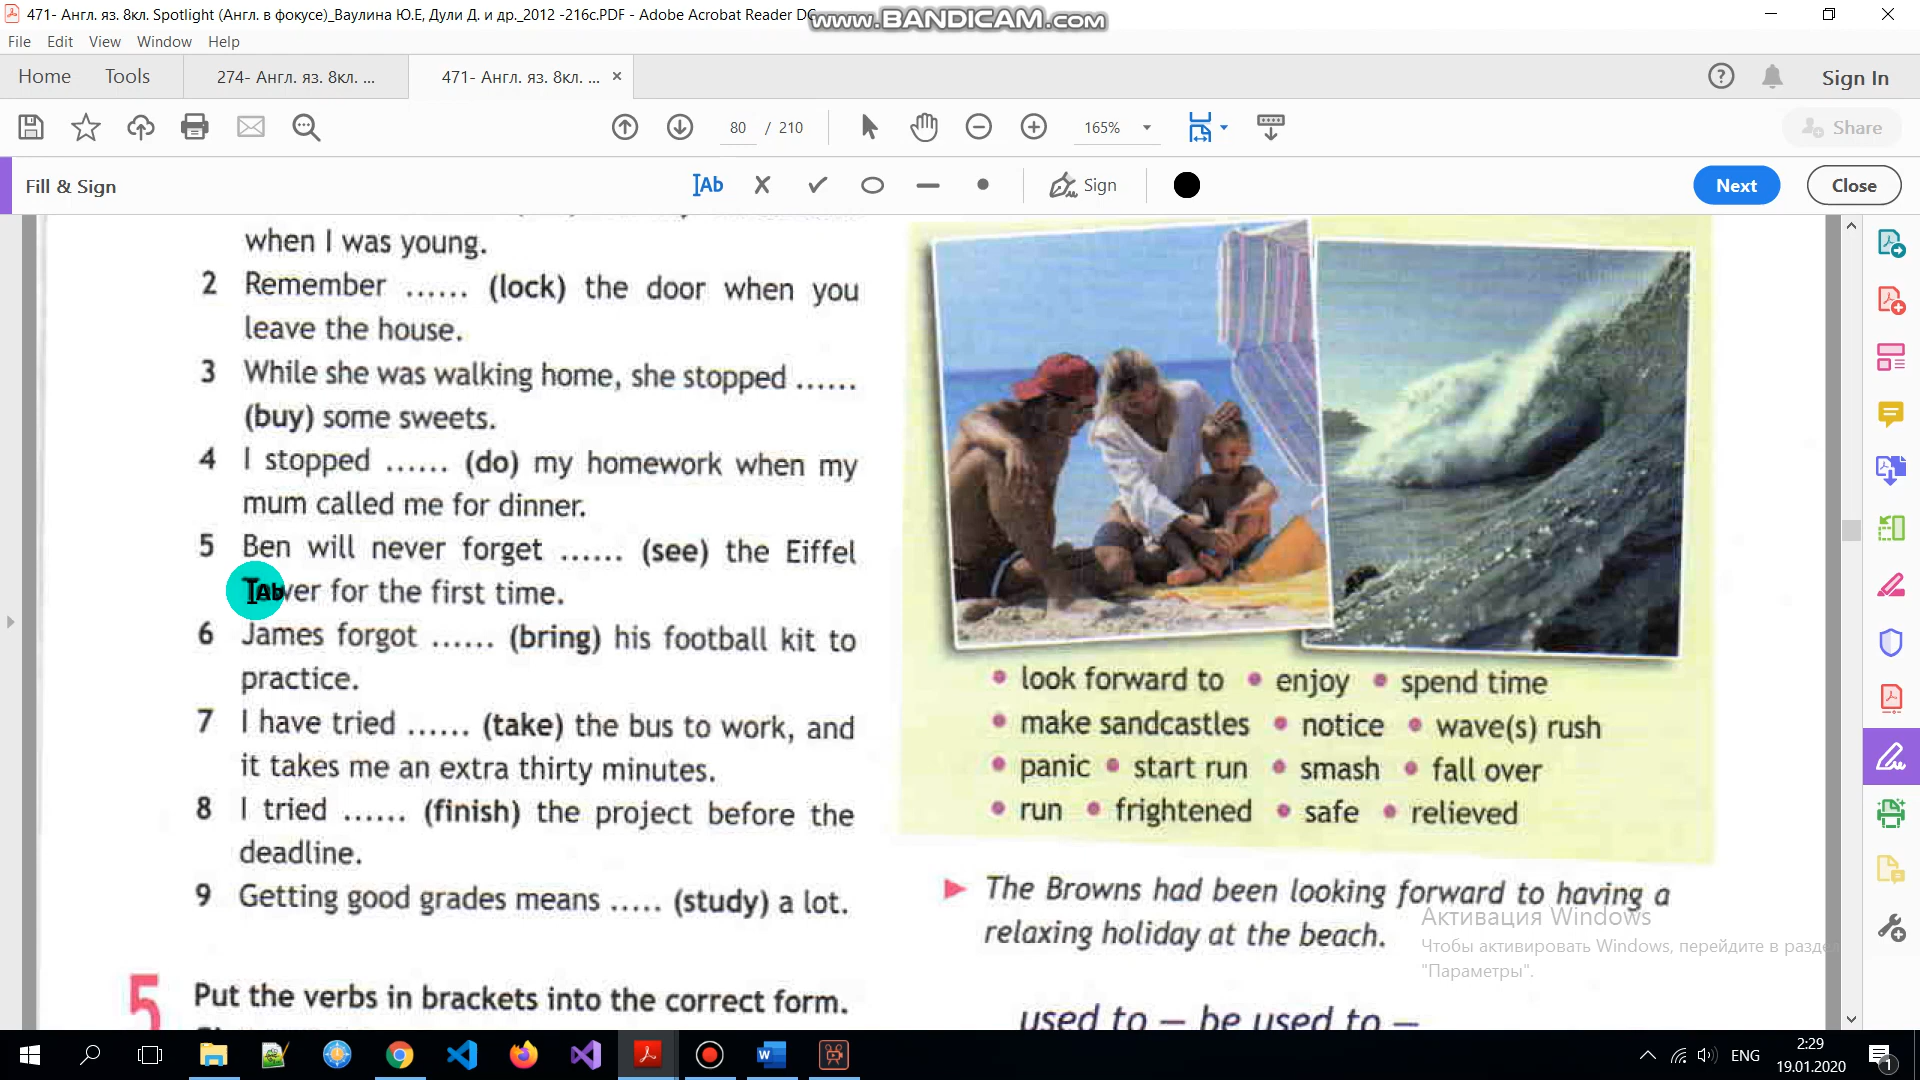 471- Англ. яз. 8кл. Spotlight (Англ. в фокусе)_Ваулина Ю.Е, Дули Д. и др._2012 -216с.PDF - Adobe Acrobat Reader DC
www.BANDICAM.com
File Edit View Window Help
Home Tools 274- Англ. яз. 8кл. ... 471- Англ. яз. 8кл. ... × Sign In
80 / 210 165% Share
Fill & Sign Ab Sign Next Close
when I was young.
2 Remember ...... (lock) the door when you
leave the house.
3 While she was walking home, she stopped ......
(buy) some sweets.
4 I stopped ...... (do) my homework when my
mum called me for dinner.
5 Ben will never forget ...... (see) the Eiffel
Tower for the first time.
6 James forgot ...... (bring) his football kit to
practice.
7 I have tried ...... (take) the bus to work, and
it takes me an extra thirty minutes.
8 I tried ...... (finish) the project before the
deadline.
9 Getting good grades means ..... (study) a lot.
5 Put the verbs in brackets into the correct form.
• look forward to • enjoy • spend time
• make sandcastles • notice • wave(s) rush
• panic • start run • smash • fall over
• run • frightened • safe • relieved
The Browns had been looking forward to having a
relaxing holiday at the beach.
used to — be used to —
Активация Windows
Чтобы активировать Windows, перейдите в раздел
"Параметры".
ENG
2:29
19.01.2020
1